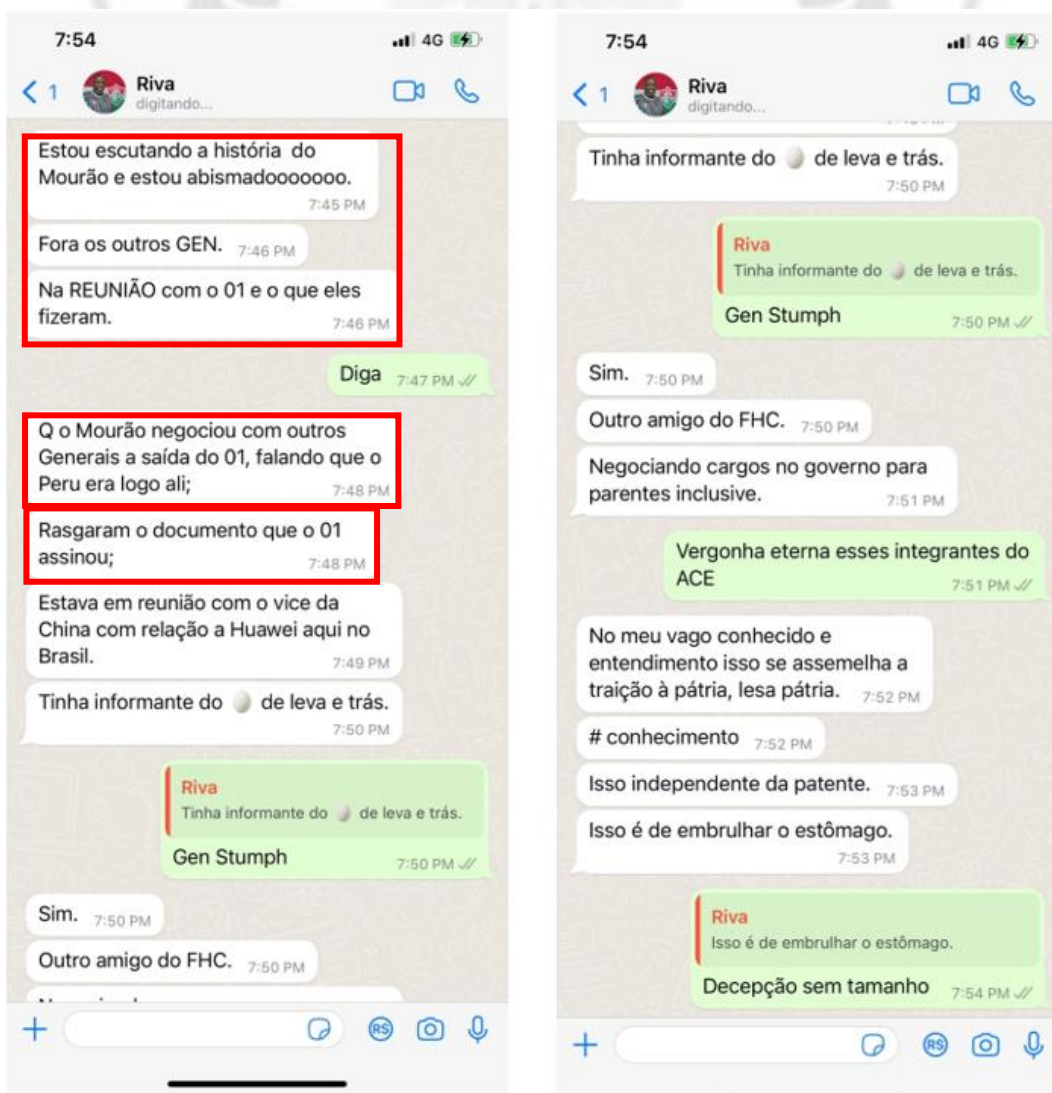 7:54
4G
1
Riva
digitando...
Estou escutando a história do
Mourão e estou abismadooooooo.
7:45 PM
Fora os outros GEN. 7:46 PM
Na REUNIÃO com o 01 e o que eles
fizeram. 7:46 PM
Diga 7:47 PM
Q o Mourão negociou com outros
Generais a saída do 01, falando que o
Peru era logo ali; 7:48 PM
Rasgaram o documento que o 01
assinou; 7:48 PM
Estava em reunião com o vice da
China com relação a Huawei aqui no
Brasil. 7:49 PM
Tinha informante do 🥚 de leva e trás.
7:50 PM
Riva
Tinha informante do 🥚 de leva e trás.
Gen Stumph 7:50 PM
Sim. 7:50 PM
Outro amigo do FHC. 7:50 PM
R$
7:54
4G
1
Riva
digitando...
Tinha informante do 🥚 de leva e trás.
7:50 PM
Riva
Tinha informante do 🥚 de leva e trás.
Gen Stumph 7:50 PM
Sim. 7:50 PM
Outro amigo do FHC. 7:50 PM
Negociando cargos no governo para
parentes inclusive. 7:51 PM
Vergonha eterna esses integrantes do
ACE 7:51 PM
No meu vago conhecido e
entendimento isso se assemelha a
traição à pátria, lesa pátria. 7:52 PM
# conhecimento 7:52 PM
Isso independente da patente. 7:53 PM
Isso é de embrulhar o estômago.
7:53 PM
Riva
Isso é de embrulhar o estômago.
Decepção sem tamanho 7:54 PM
R$